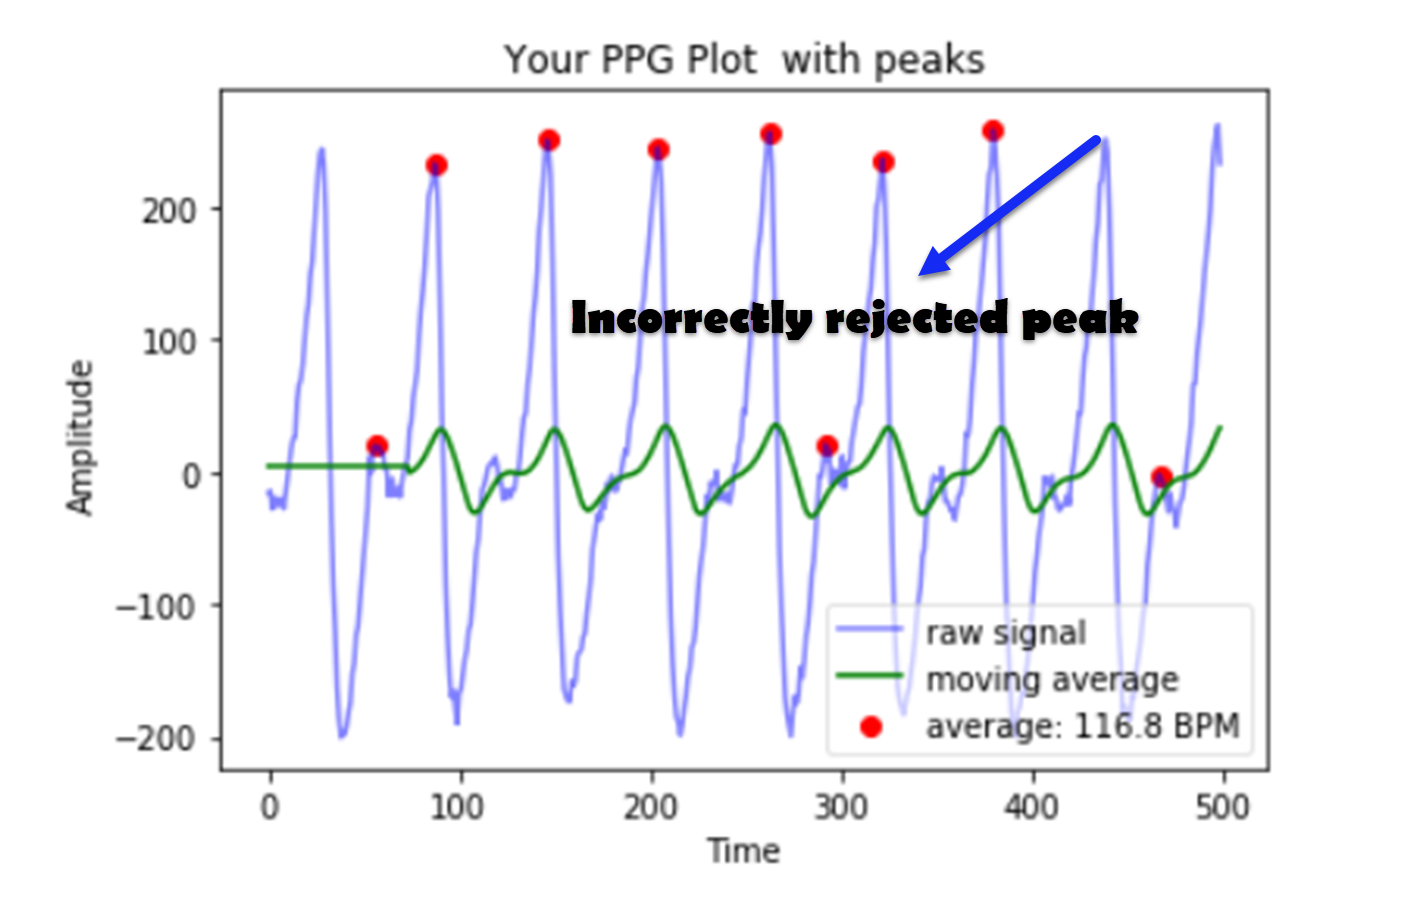 Your PPG Plot with peaks
200
100
0
−100
−200
Amplitude
Incorrectly rejected peak
raw signal
moving average
average: 116.8 BPM
0 100 200 300 400 500
Time